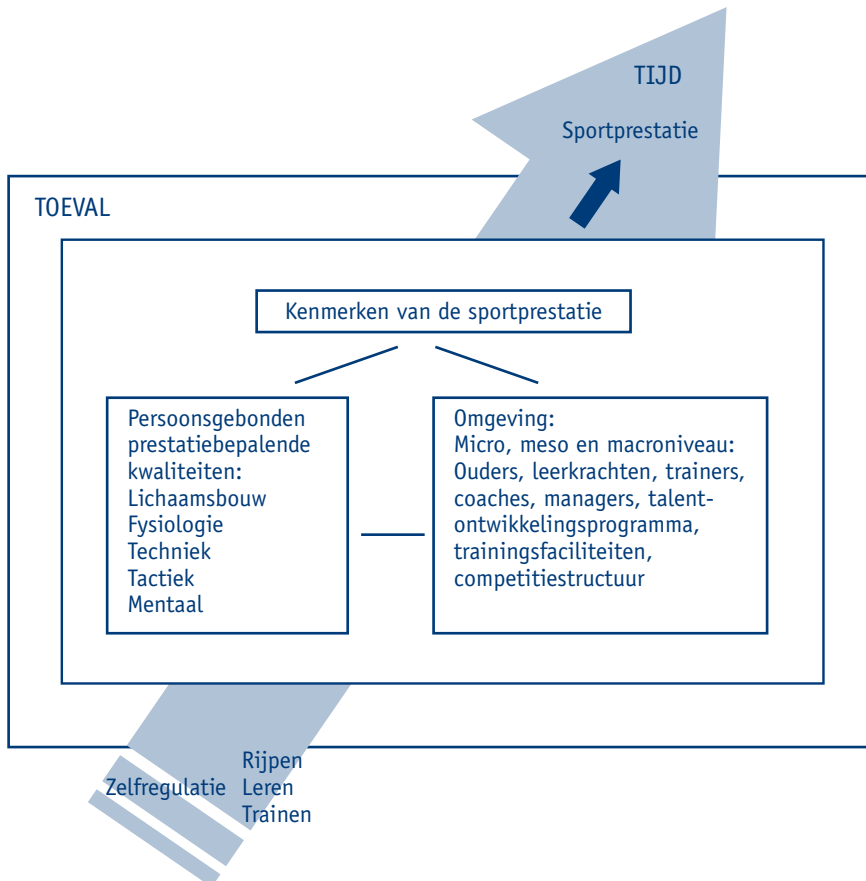 TIJD
Sportprestatie
TOEVAL
Kenmerken van de sportprestatie
Persoonsgebonden
prestatiebepalende
kwaliteiten:
Lichaamsbouw
Fysiologie
Techniek
Tactiek
Mentaal
Omgeving:
Micro, meso en macroniveau:
Ouders, leerkrachten, trainers,
coaches, managers, talent-
ontwikkelingsprogramma,
trainingsfaciliteiten,
competitiestructuur
Zelfregulatie
Rijpen
Leren
Trainen